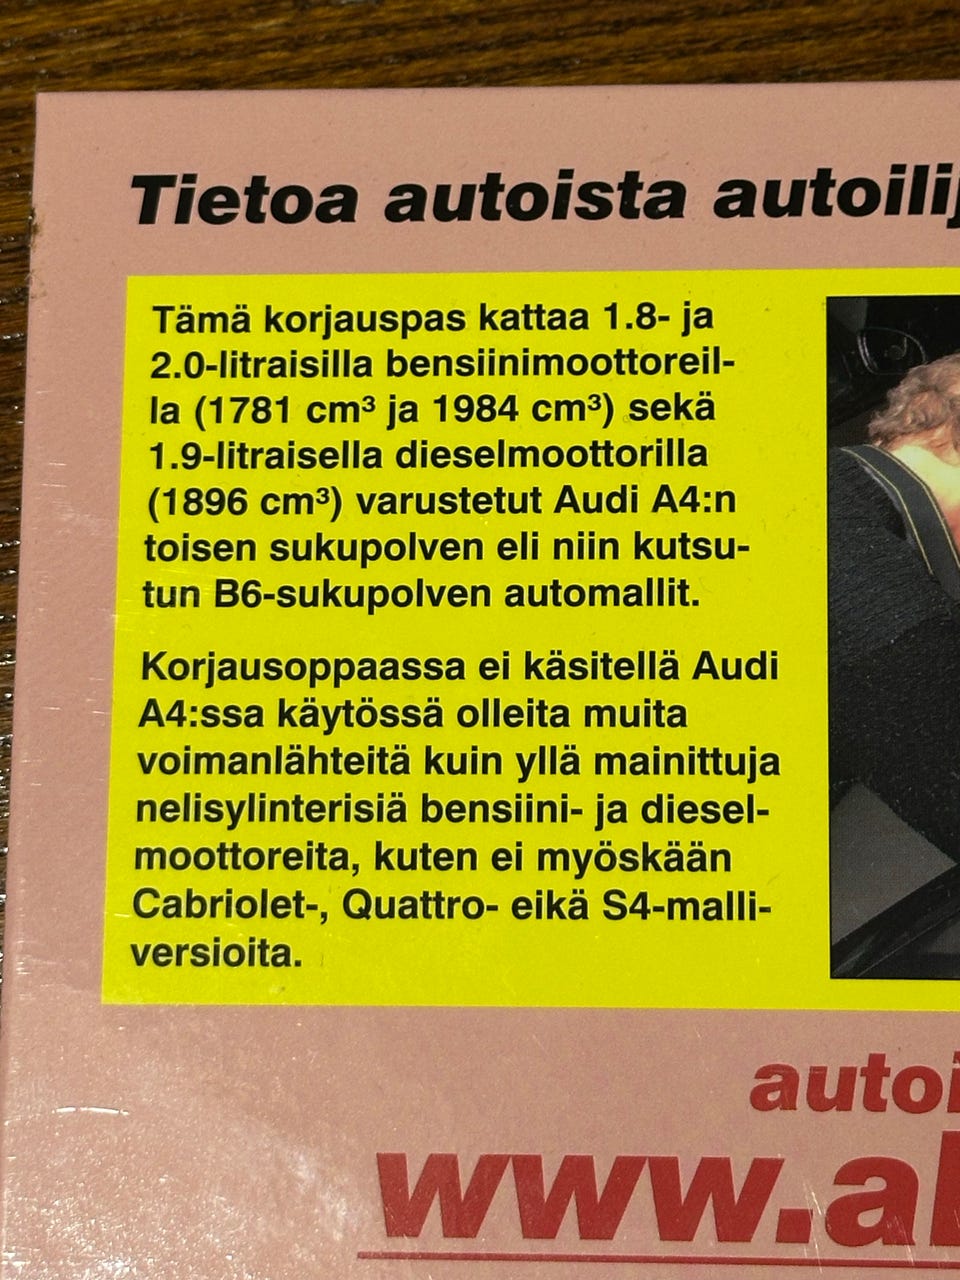 Tietoa autoista
Tämä korjauspas kattaa 1.8- ja
2.0-litraisilla bensiinimoottoreil-
la (1781 cm³ ja 1984 cm³) sekä
1.9-litraisella dieselmoottorilla
(1896 cm³) varustetut Audi A4:n
toisen sukupolven eli niin kutsu-
tun B6-sukupolven automallit.
Korjausoppaassa ei käsitellä Audi
A4:ssa käytössä olleita muita
voimanlähteitä kuin yllä mainittuja
nelisylinterisiä bensiini- ja diesel-
moottoreita, kuten ei myöskään
Cabriolet-, Quattro- eikä S4-malli-
versioita.